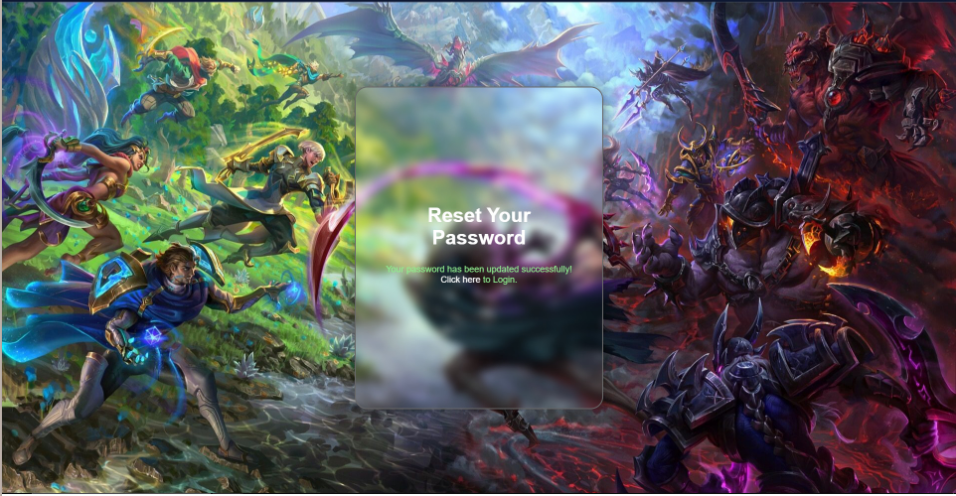 Reset Your
Password
Your password has been updated successfully!
Click here to Login.